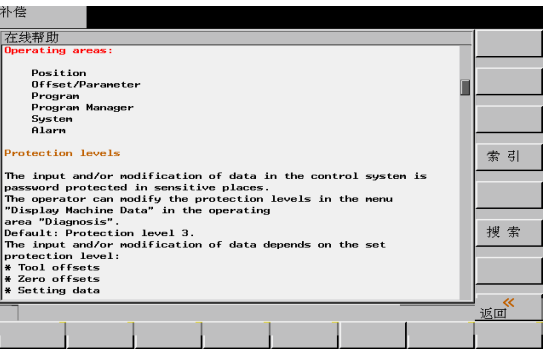 补偿
在线帮助
Operating areas:
Position
Offset/Parameter
Program
Program Manager
System
Alarm
Protection levels
The input and/or modification of data in the control system is
password protected in sensitive places.
The operator can modify the protection levels in the menu
"Display Machine Data" in the operating
area "Diagnosis".
Default: Protection level 3.
The input and/or modification of data depends on the set
protection level:
* Tool offsets
* Zero offsets
* Setting data
索引
搜索
«
返回